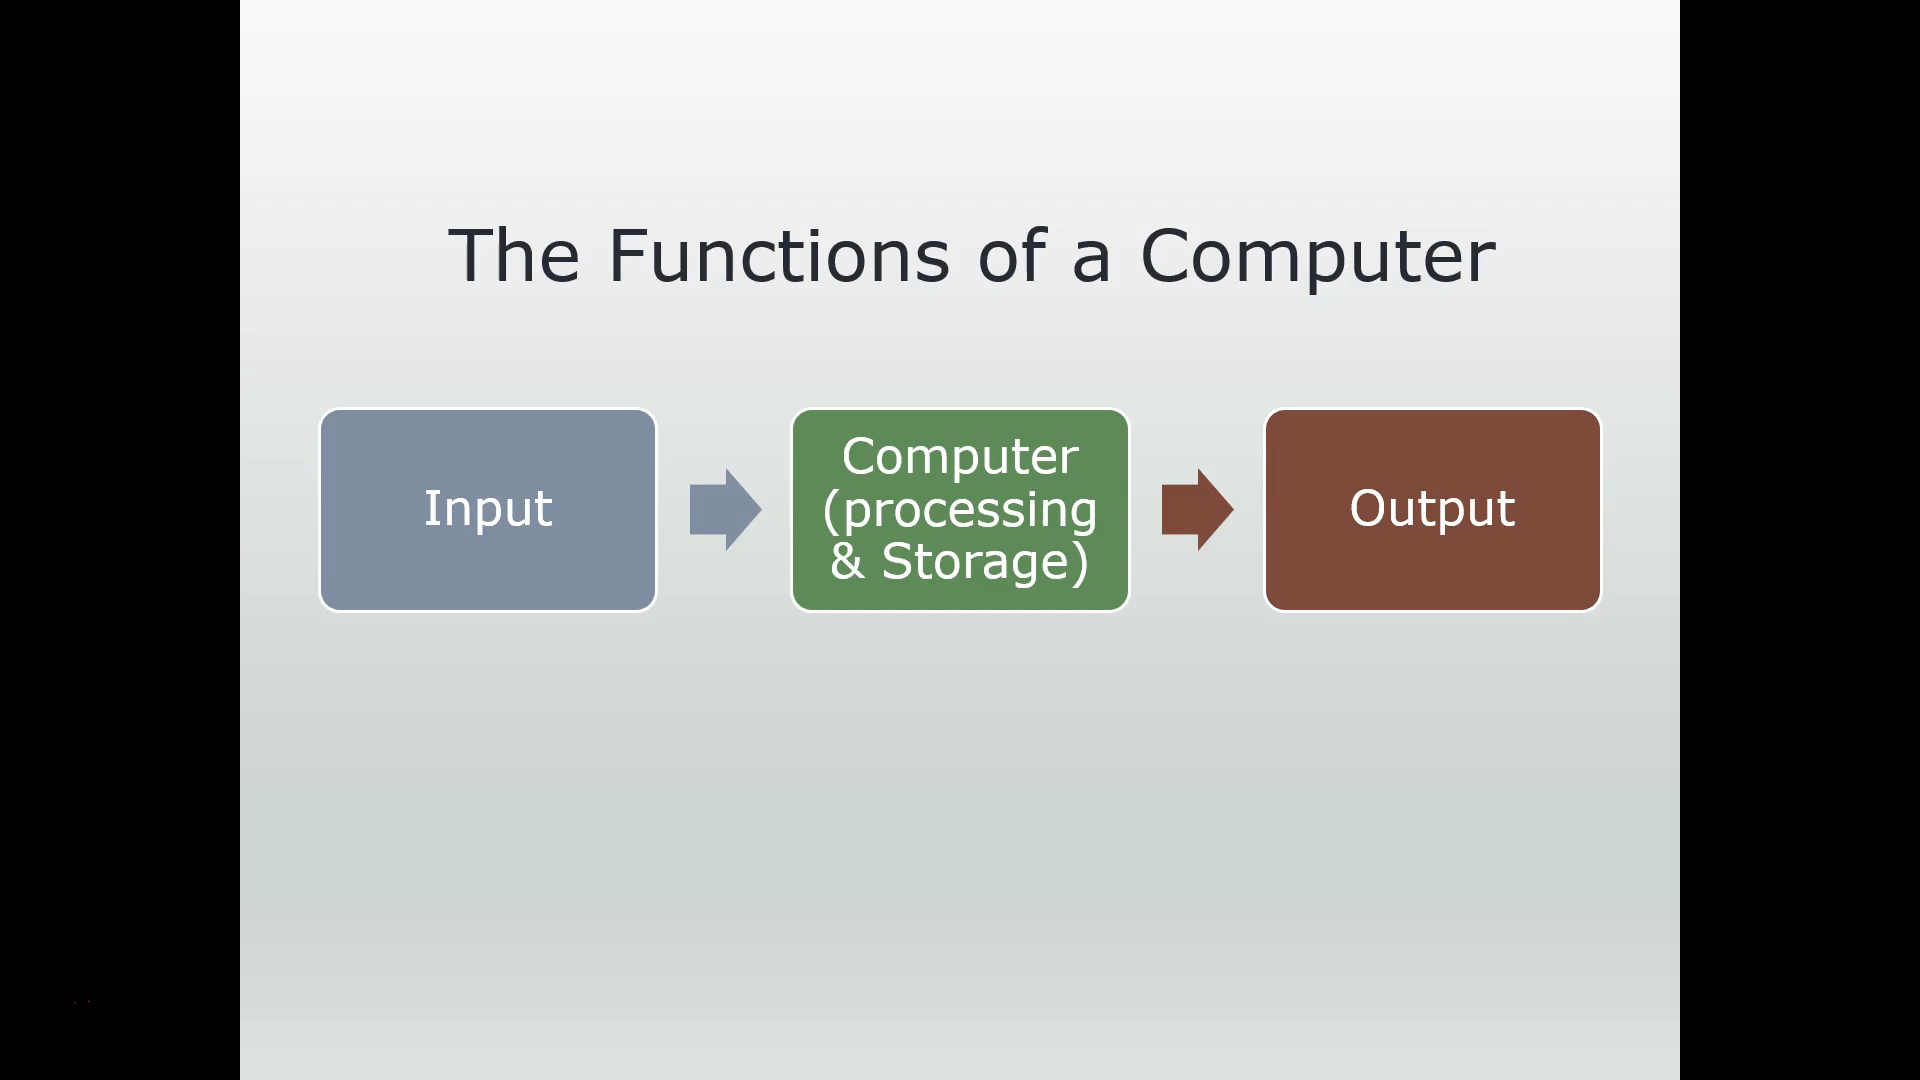 The Functions of a Computer
Input
Computer
(processing
& Storage)
Output